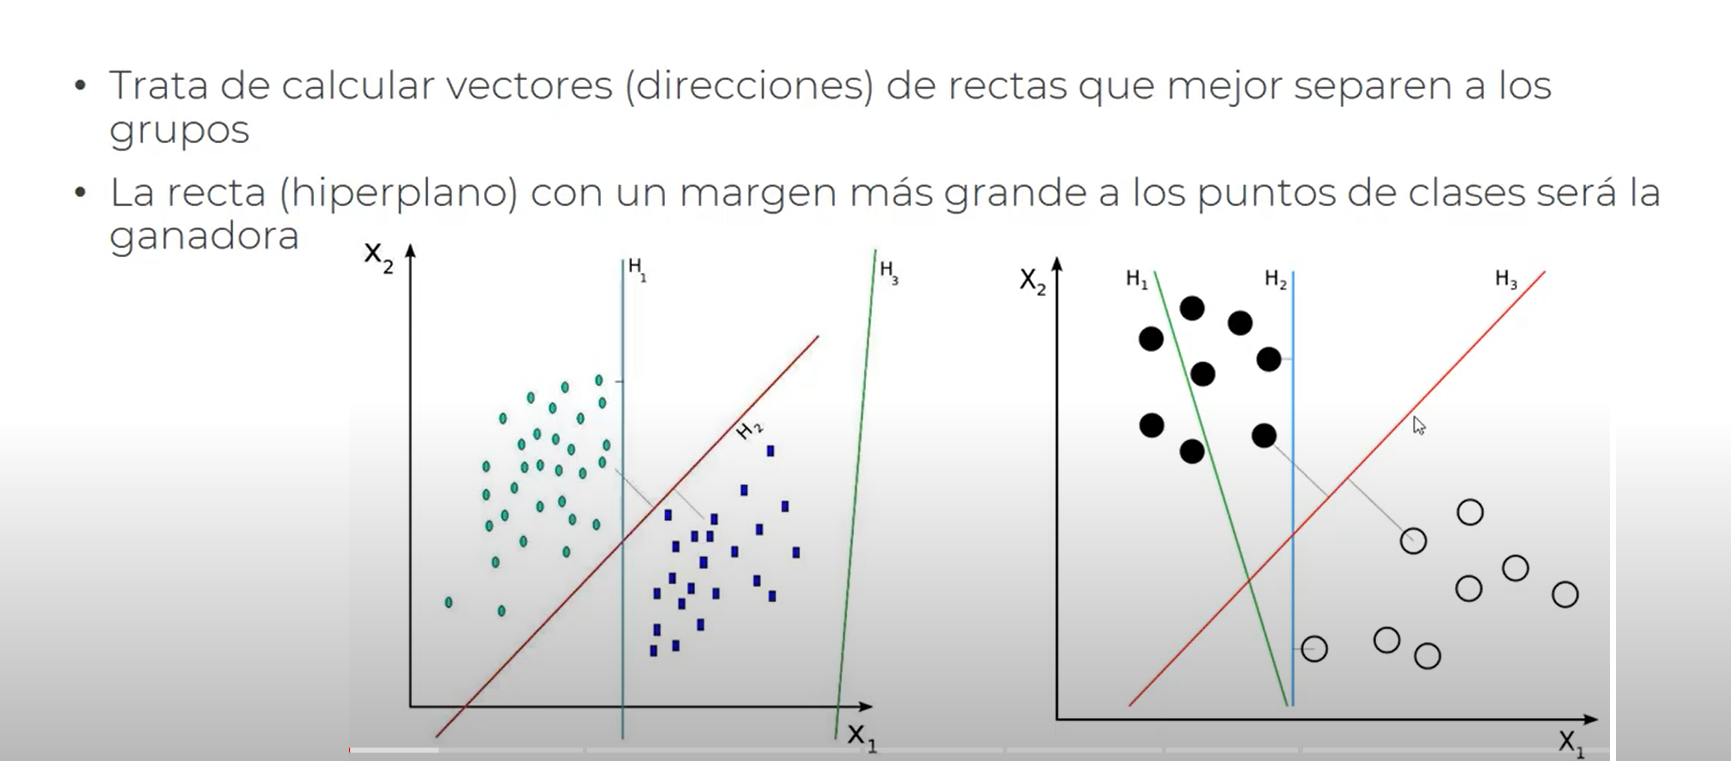 • Trata de calcular vectores (direcciones) de rectas que mejor separen a los
grupos
• La recta (hiperplano) con un margen más grande a los puntos de clases será la
ganadora
X₂
H₁
H₃
H₂
X₁
X₂
H₁
H₂
H₃
X₁